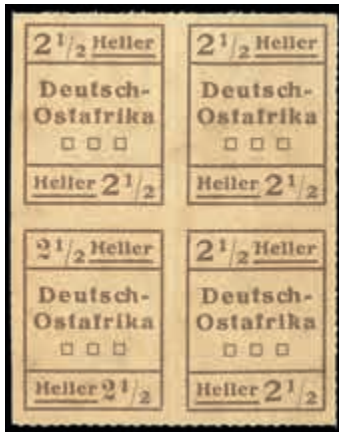 2 1/2 Heller
Deutsch-
Ostafrika
Heller 2 1/2
2 1/2 Heller
Deutsch-
Ostafrika
Heller 2 1/2
2 1/2 Heller
Deutsch-
Ostafrika
Heller 2 1/2
2 1/2 Heller
Deutsch-
Ostafrika
Heller 2 1/2